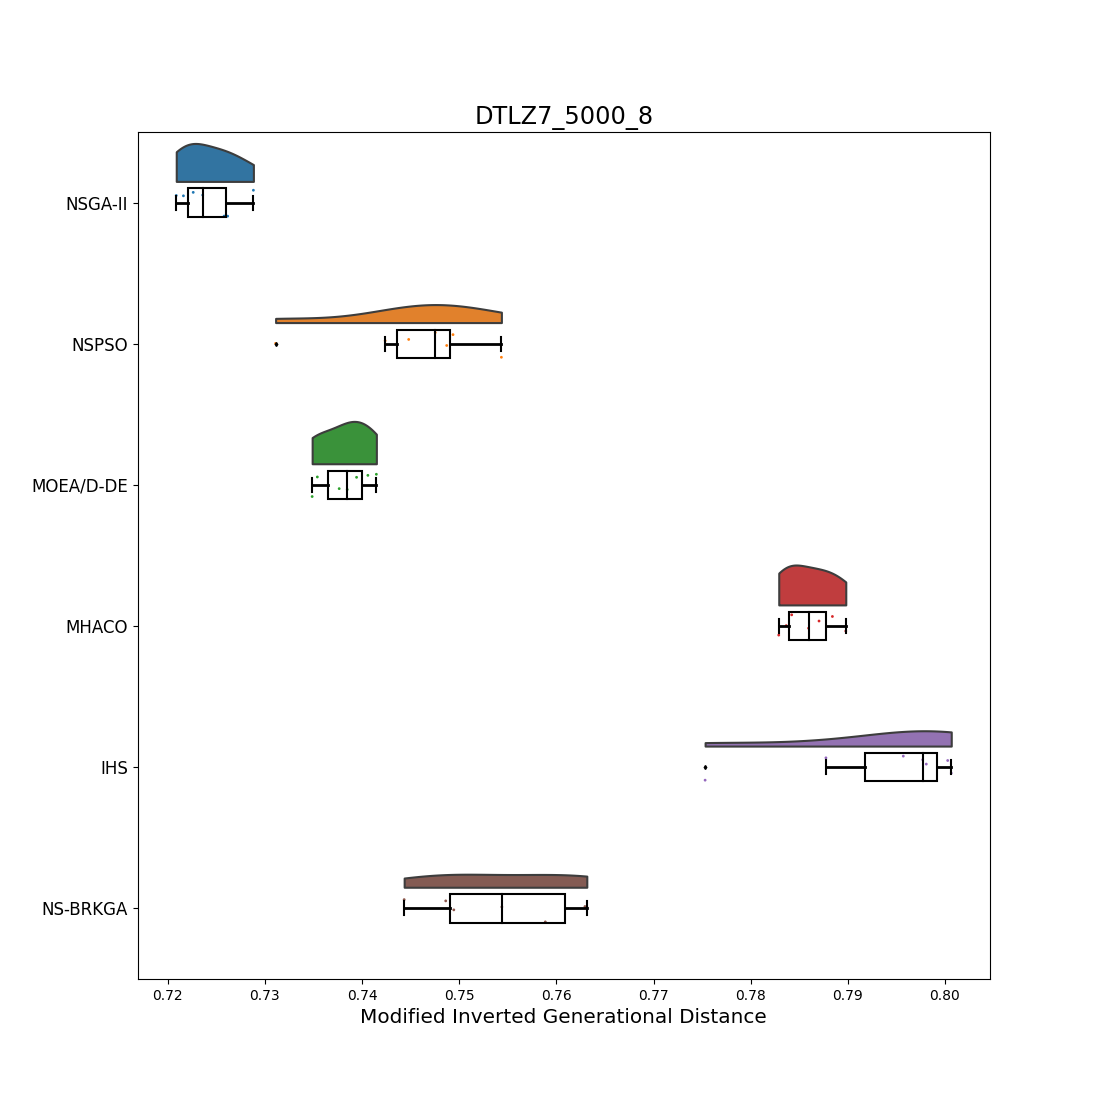 DTLZ7_5000_8
NSGA-II
NSPSO
MOEA/D-DE
MHACO
IHS
NS-BRKGA
0.72 0.73 0.74 0.75 0.76 0.77 0.78 0.79 0.80
Modified Inverted Generational Distance